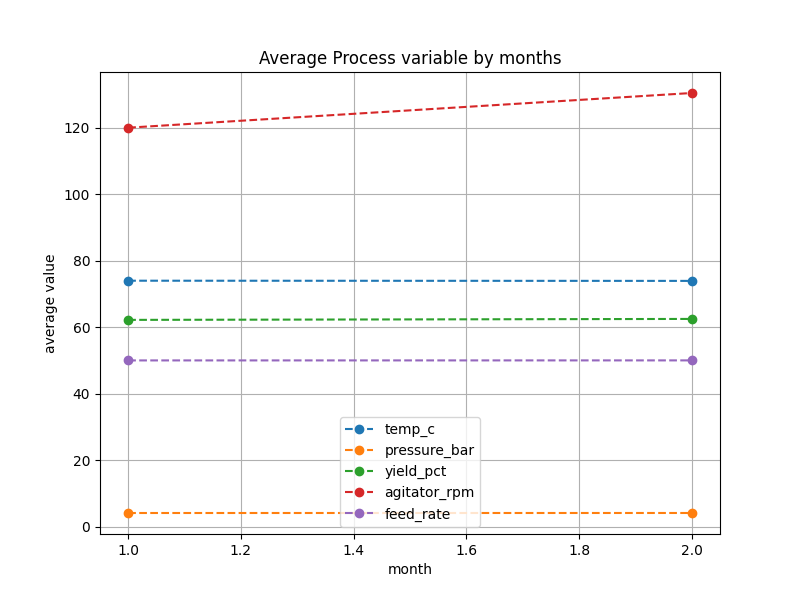 Average Process variable by months
average value
120
100
80
60
40
20
0
temp_c
pressure_bar
yield_pct
agitator_rpm
feed_rate
1.0 1.2 1.4 1.6 1.8 2.0
month